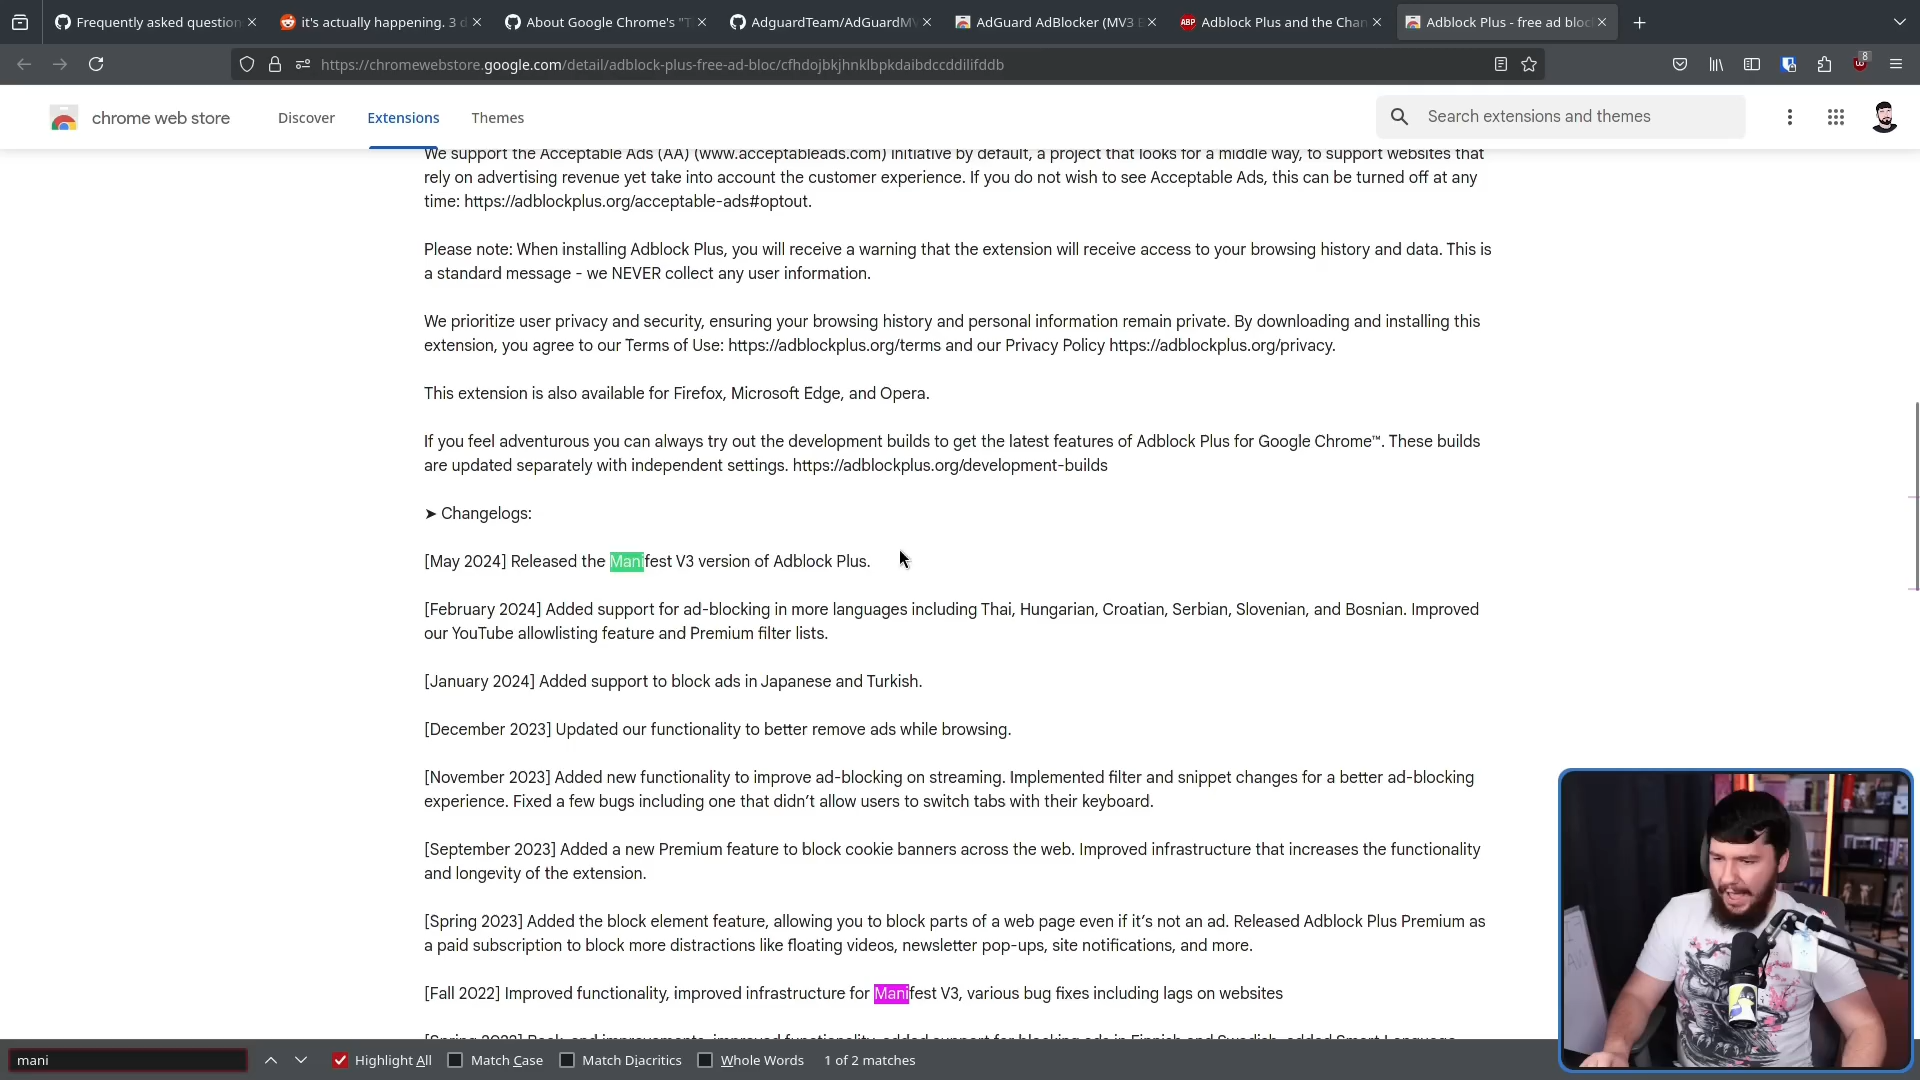 Frequently asked question
it's actually happening. 3 d
About Google Chrome's "T
AdguardTeam/AdGuardMV
AdGuard AdBlocker (MV3 E
ABP
Adblock Plus and the Chan
Adblock Plus - free ad bloc
https://chromewebstore.google.com/detail/adblock-plus-free-ad-bloc/cfhdojbkjhnklbpkdaibdccddilifddb
8
chrome web store
Discover
Extensions
Themes
Search extensions and themes
We support the Acceptable Ads (AA) (www.acceptableads.com) initiative by default, a project that looks for a middle way, to support websites that
rely on advertising revenue yet take into account the customer experience. If you do not wish to see Acceptable Ads, this can be turned off at any
time: https://adblockplus.org/acceptable-ads#optout.
Please note: When installing Adblock Plus, you will receive a warning that the extension will receive access to your browsing history and data. This is
a standard message - we NEVER collect any user information.
We prioritize user privacy and security, ensuring your browsing history and personal information remain private. By downloading and installing this
extension, you agree to our Terms of Use: https://adblockplus.org/terms and our Privacy Policy https://adblockplus.org/privacy.
This extension is also available for Firefox, Microsoft Edge, and Opera.
If you feel adventurous you can always try out the development builds to get the latest features of Adblock Plus for Google Chrome™. These builds
are updated separately with independent settings. https://adblockplus.org/development-builds
➤ Changelogs:
[May 2024] Released the Manifest V3 version of Adblock Plus.
[February 2024] Added support for ad-blocking in more languages including Thai, Hungarian, Croatian, Serbian, Slovenian, and Bosnian. Improved
our YouTube allowlisting feature and Premium filter lists.
[January 2024] Added support to block ads in Japanese and Turkish.
[December 2023] Updated our functionality to better remove ads while browsing.
[November 2023] Added new functionality to improve ad-blocking on streaming. Implemented filter and snippet changes for a better ad-blocking
experience. Fixed a few bugs including one that didn't allow users to switch tabs with their keyboard.
[September 2023] Added a new Premium feature to block cookie banners across the web. Improved infrastructure that increases the functionality
and longevity of the extension.
[Spring 2023] Added the block element feature, allowing you to block parts of a web page even if it's not an ad. Released Adblock Plus Premium as
a paid subscription to block more distractions like floating videos, newsletter pop-ups, site notifications, and more.
[Fall 2022] Improved functionality, improved infrastructure for Manifest V3, various bug fixes including lags on websites
mani
Highlight All
Match Case
Match Diacritics
Whole Words
1 of 2 matches